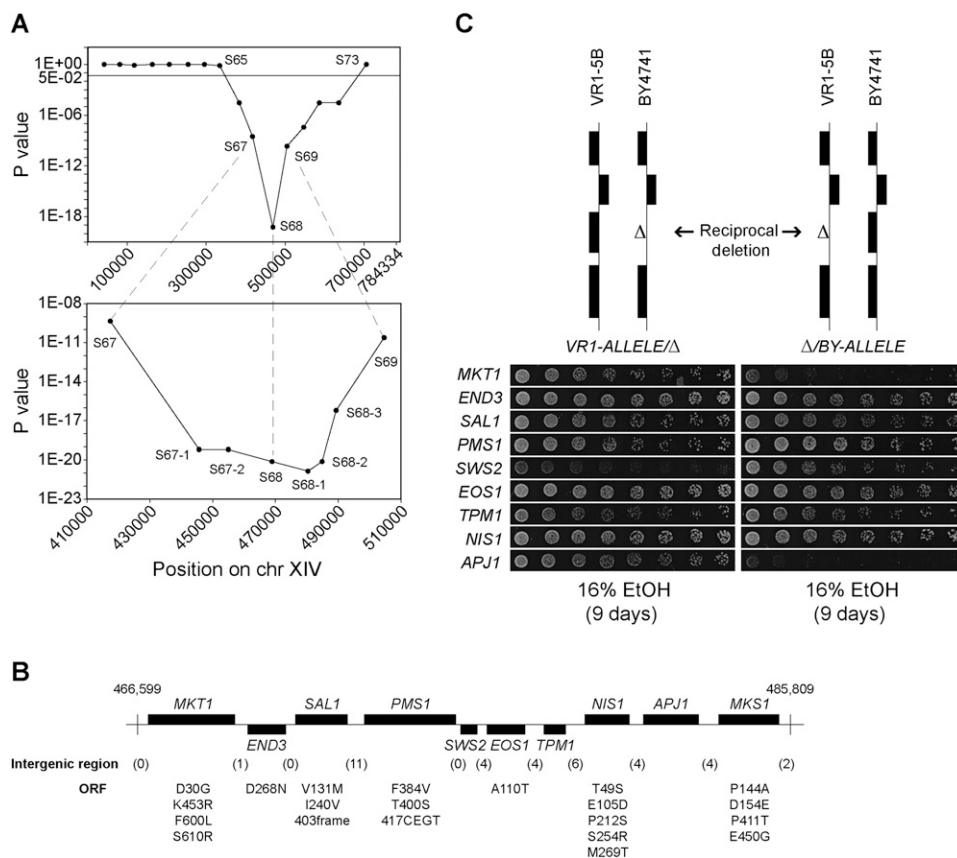 A
1E+00
5E-02
1E-06
1E-12
1E-18
P value
S65
S73
S67
S69
S68
100000
300000
500000
700000
784334
1E-08
1E-11
1E-14
1E-17
1E-20
1E-23
P value
S67
S69
S67-1
S67-2
S68
S68-1
S68-2
S68-3
410000
430000
450000
470000
490000
510000
Position on chr XIV
C
VR1-5B
BY4741
VR1-5B
BY4741
Δ
← Reciprocal →
deletion
Δ
VR1-ALLELE/Δ
Δ/BY-ALLELE
MKT1
END3
SAL1
PMS1
SWS2
EOS1
TPM1
NIS1
APJ1
16% EtOH
(9 days)
16% EtOH
(9 days)
B
466,599
485,809
MKT1 SAL1 PMS1 NIS1 APJ1 MKS1
END3 SWS2 EOS1 TPM1
Intergenic region (0) (1) (0) (11) (0) (4) (4) (6) (4) (4) (2)
ORF D30G D268N V131M F384V A110T T49S P144A
K453R I240V T400S E105D D154E
F600L 403frame 417CEGT P212S P411T
S610R S254R E450G
M269T